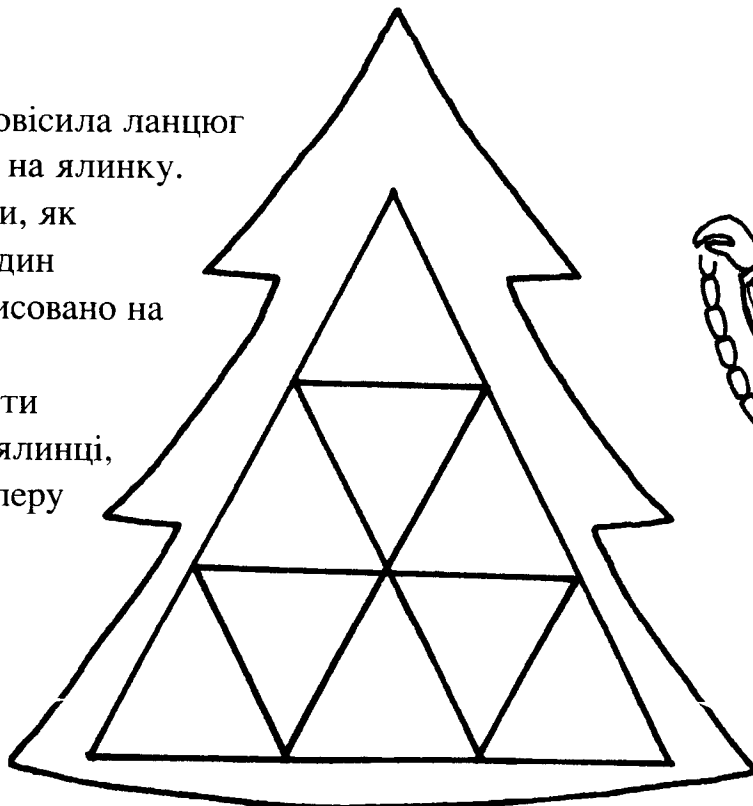 овісила ланцюг
на ялинку.
и, як
дин
исовано на
ти
ялинці,
перу